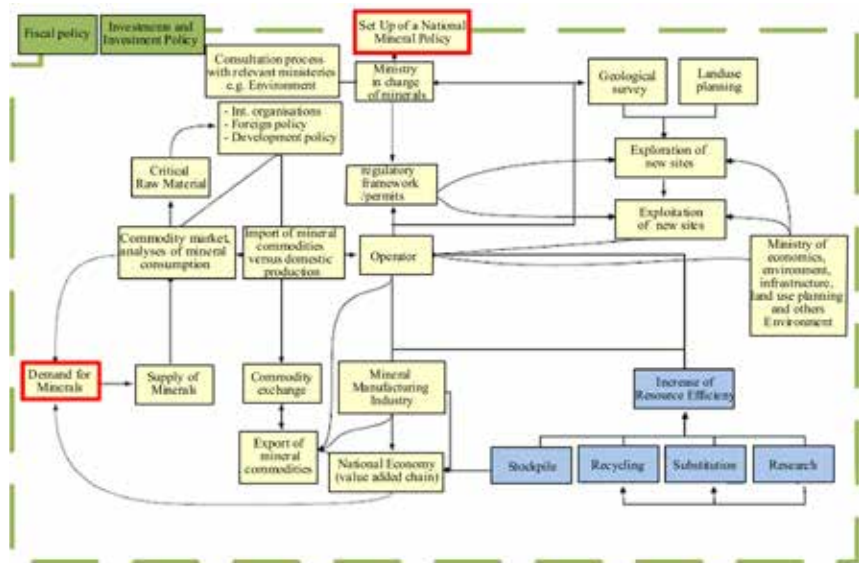 Fiscal policy
Investments and
Investment Policy
Set Up of a National
Mineral Policy
Consultation process
with relevant ministeries
e.g. Environment
Ministry
in charge
of minerals
Geological
survey
Landuse
planning
- Int. organisations
- Foreign policy
- Development policy
Critical
Raw Material
regulatory
framework
/permits
Exploration of
new sites
Exploitation
of new sites
Commodity market,
analyses of mineral
consumption
Import of mineral
commodities
versus domestic
production
Operator
Ministry of
economics,
environment,
infrastructure,
land use planning
and others
Environment
Demand for
Minerals
Supply of
Minerals
Commodity
exchange
Mineral
Manufacturing
Industry
Increase of
Resource Efficieny
Export of
mineral
commodities
National Economy
(value added chain)
Stockpile
Recycling
Substitution
Research